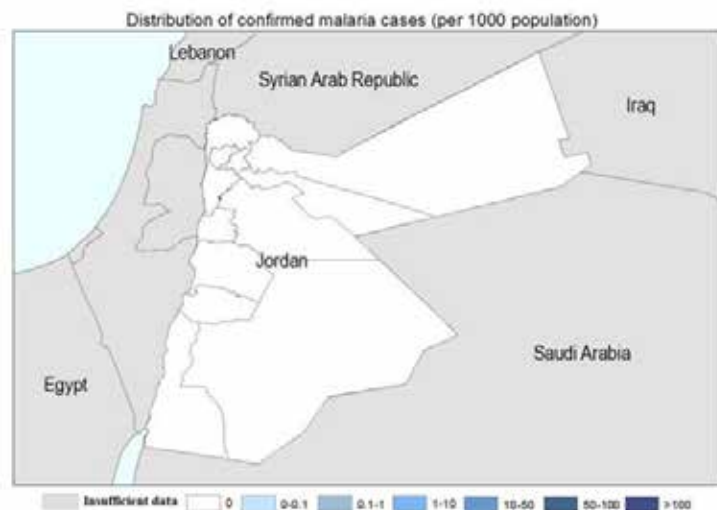 Distribution of confirmed malaria cases (per 1000 population)
Lebanon
Syrian Arab Republic
Iraq
Jordan
Saudi Arabia
Egypt
Insufficient data 0 0-0.1 0.1-1 1-10 10-50 50-100 >100